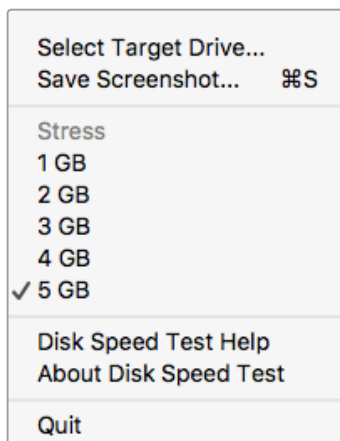 Select Target Drive...
Save Screenshot... ⌘S
Stress
1 GB
2 GB
3 GB
4 GB
5 GB
Disk Speed Test Help
About Disk Speed Test
Quit